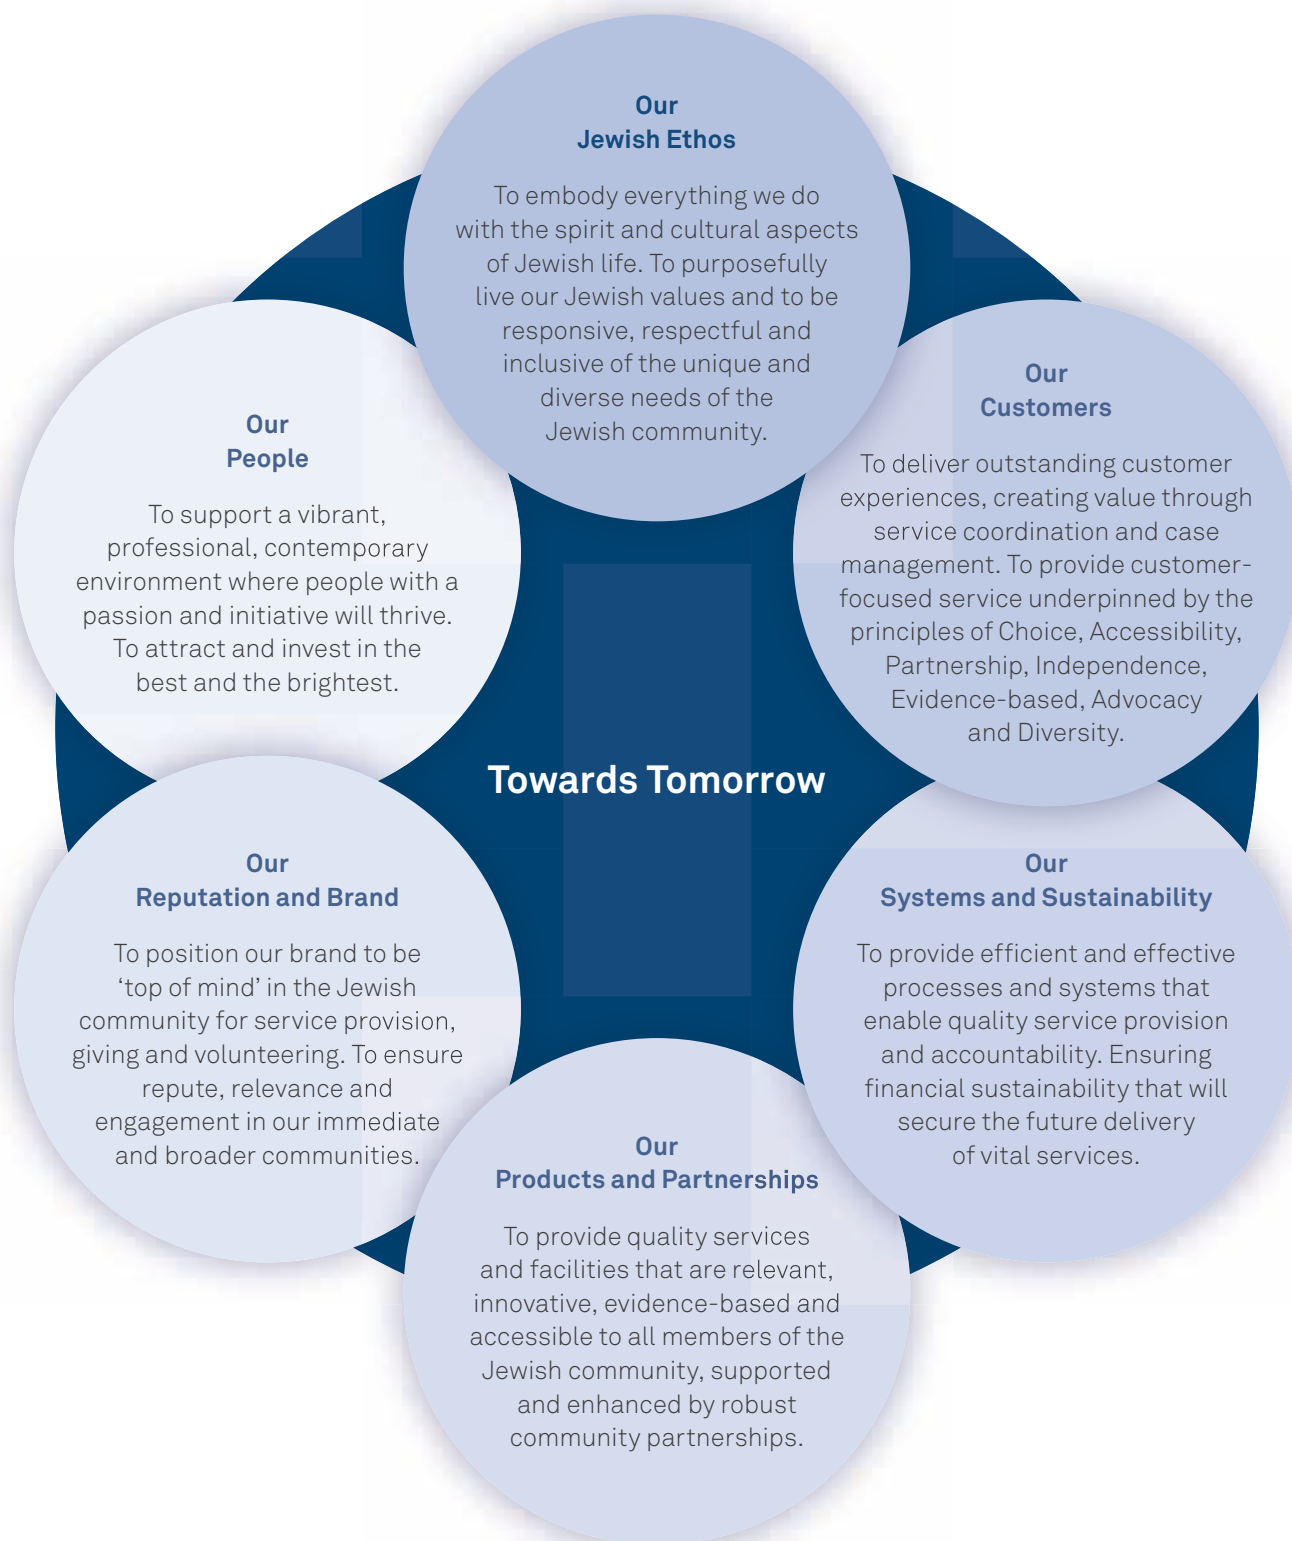 Our
Jewish Ethos
To embody everything we do
with the spirit and cultural aspects
of Jewish life. To purposefully
live our Jewish values and to be
responsive, respectful and
inclusive of the unique and
diverse needs of the
Jewish community.
Our
Customers
To deliver outstanding customer
experiences, creating value through
service coordination and case
management. To provide customer-
focused service underpinned by the
principles of Choice, Accessibility,
Partnership, Independence,
Evidence-based, Advocacy
and Diversity.
Our
Systems and Sustainability
To provide efficient and effective
processes and systems that
enable quality service provision
and accountability. Ensuring
financial sustainability that will
secure the future delivery
of vital services.
Our
Products and Partnerships
To provide quality services
and facilities that are relevant,
innovative, evidence-based and
accessible to all members of the
Jewish community, supported
and enhanced by robust
community partnerships.
Our
Reputation and Brand
To position our brand to be
‘top of mind’ in the Jewish
community for service provision,
giving and volunteering. To ensure
repute, relevance and
engagement in our immediate
and broader communities.
Our
People
To support a vibrant,
professional, contemporary
environment where people with a
passion and initiative will thrive.
To attract and invest in the
best and the brightest.
Towards Tomorrow